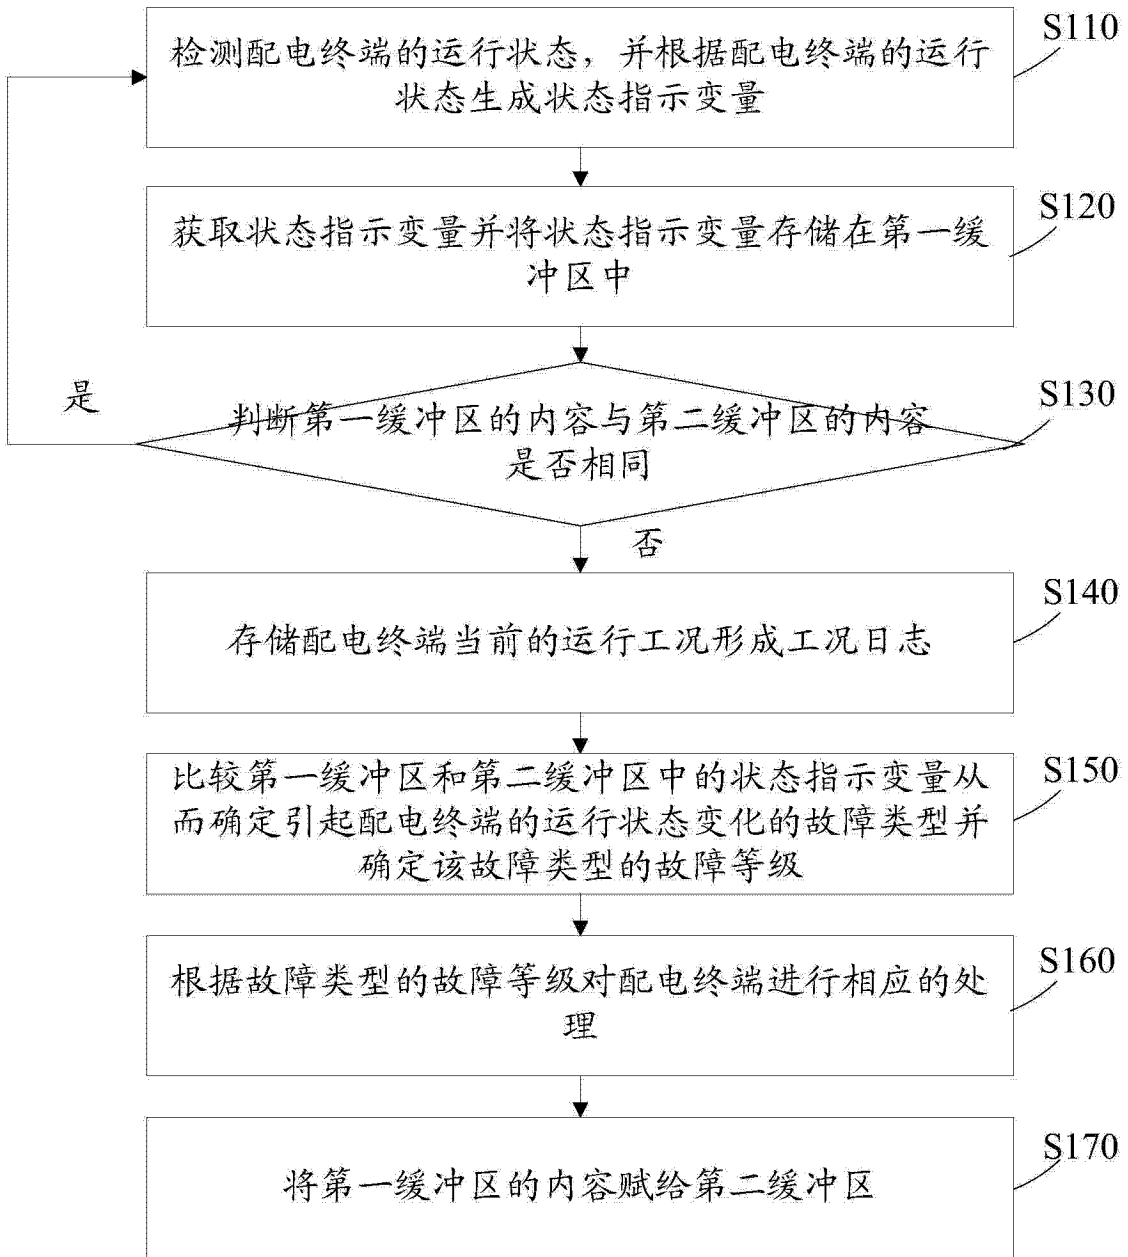 S110
检测配电终端的运行状态，并根据配电终端的运行
状态生成状态指示变量
S120
获取状态指示变量并将状态指示变量存储在第一缓
冲区中
是
S130
判断第一缓冲区的内容与第二缓冲区的内容
是否相同
否
S140
存储配电终端当前的运行工况形成工况日志
S150
比较第一缓冲区和第二缓冲区中的状态指示变量从
而确定引起配电终端的运行状态变化的故障类型并
确定该故障类型的故障等级
S160
根据故障类型的故障等级对配电终端进行相应的处
理
S170
将第一缓冲区的内容赋给第二缓冲区